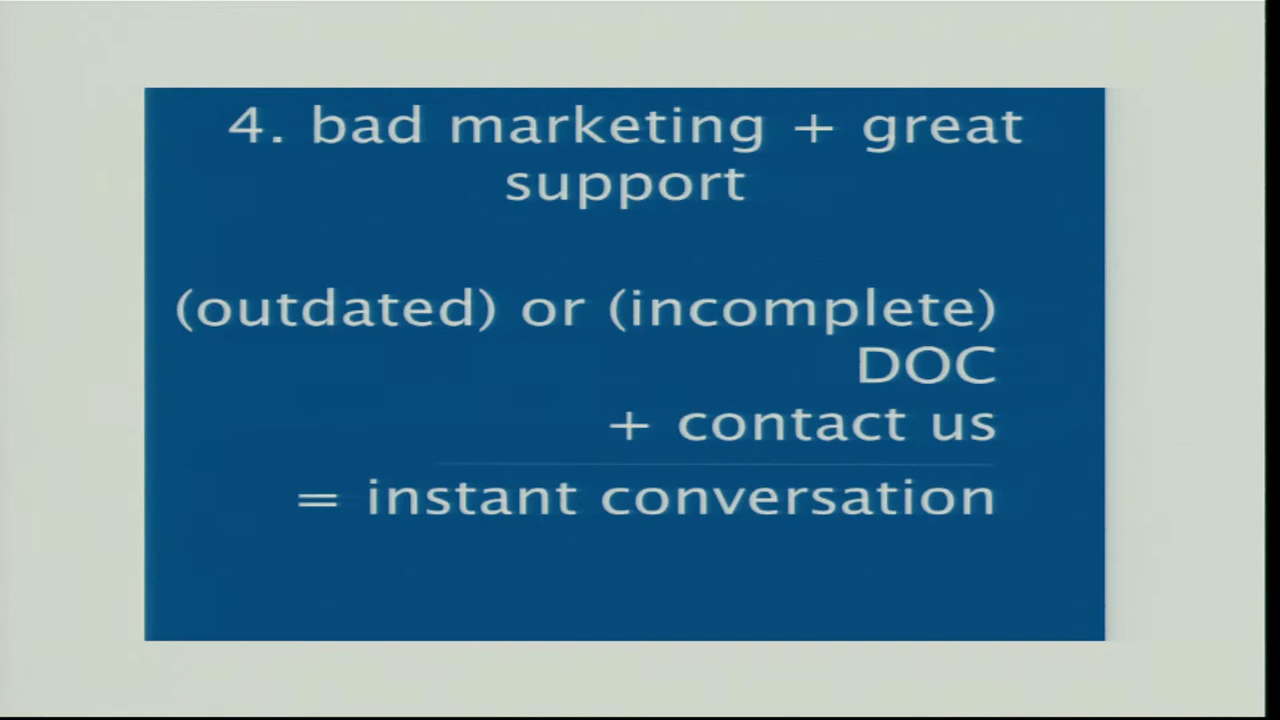 4. bad marketing + great
support
(outdated) or (incomplete)
DOC
+ contact us
= instant conversation